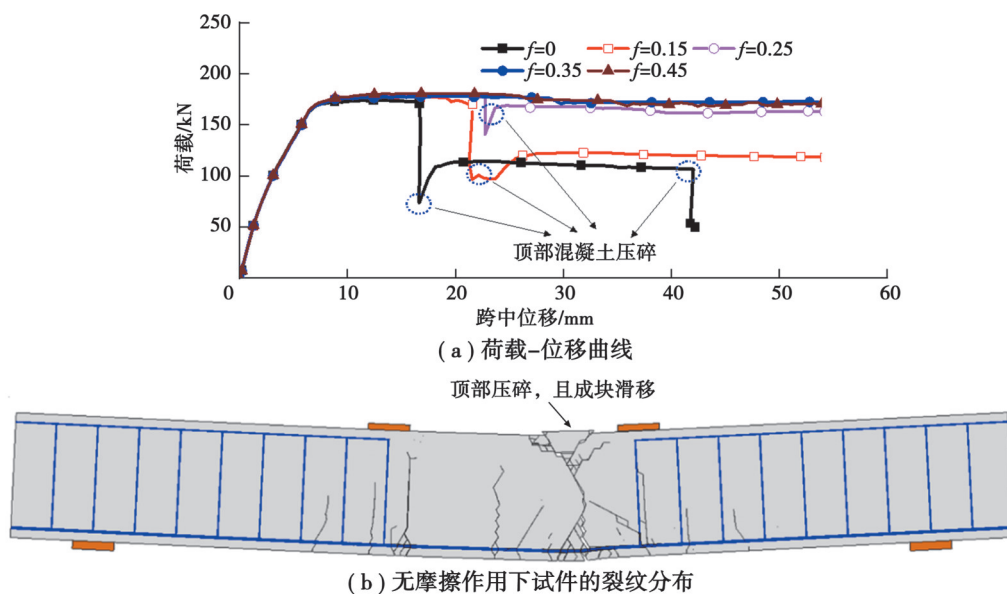 250
200
150
100
50
0
10
20
30
40
50
60
荷载/kN
f=0
f=0.15
f=0.25
f=0.35
f=0.45
顶部混凝土压碎
跨中位移/mm
(a)荷载-位移曲线
顶部压碎，且成块滑移
(b)无摩擦作用下试件的裂纹分布